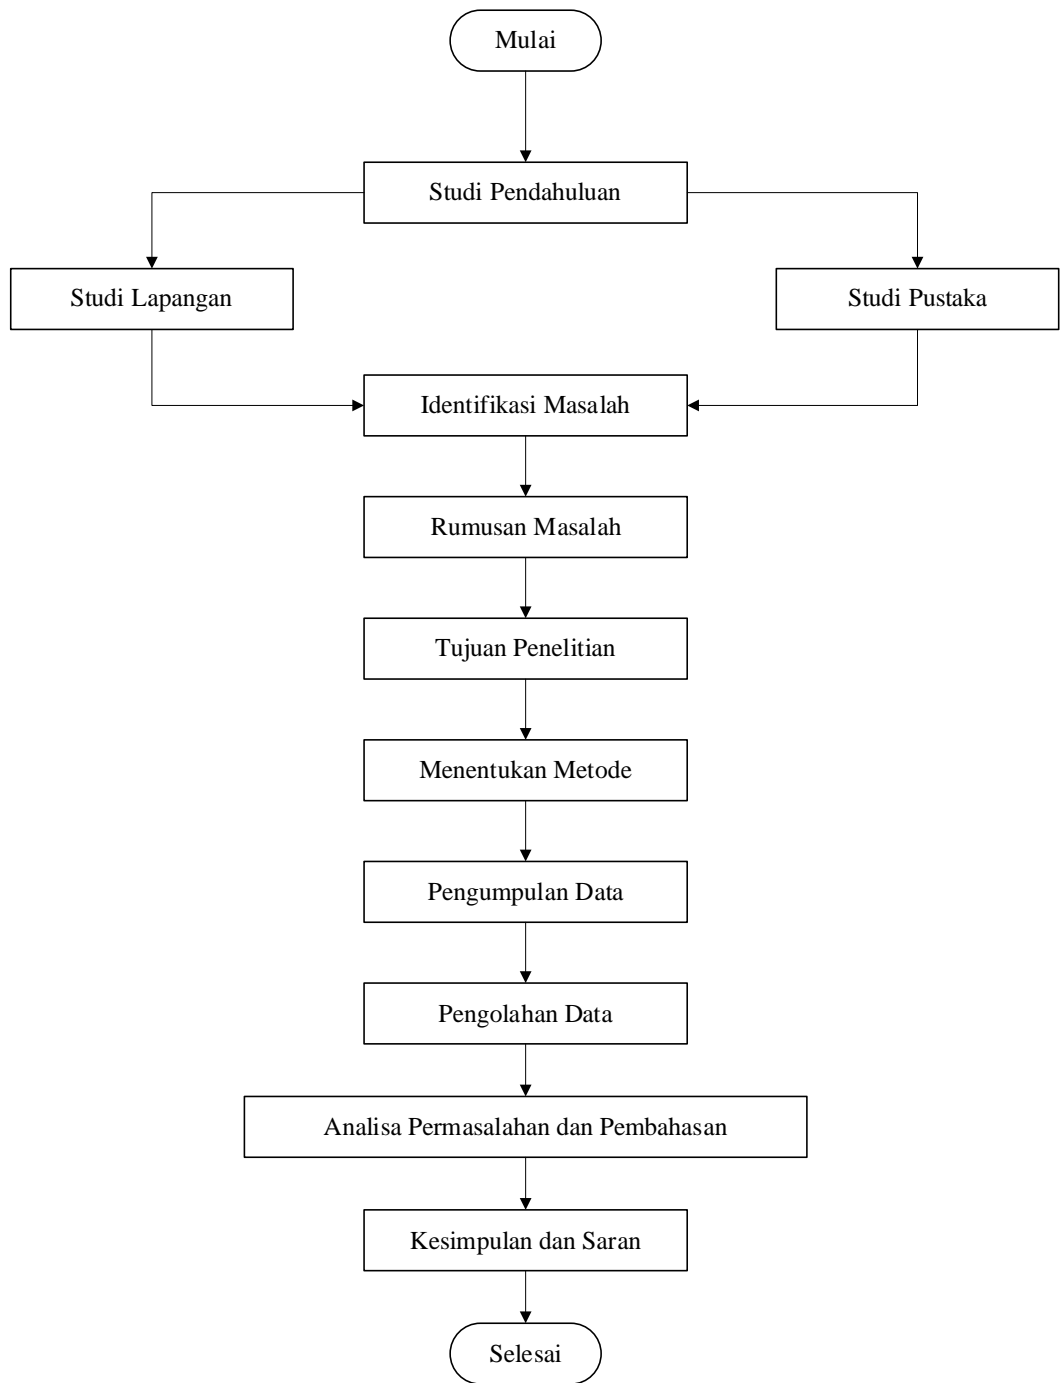 Mulai
Studi Pendahuluan
Studi Lapangan
Studi Pustaka
Identifikasi Masalah
Rumusan Masalah
Tujuan Penelitian
Menentukan Metode
Pengumpulan Data
Pengolahan Data
Analisa Permasalahan dan Pembahasan
Kesimpulan dan Saran
Selesai